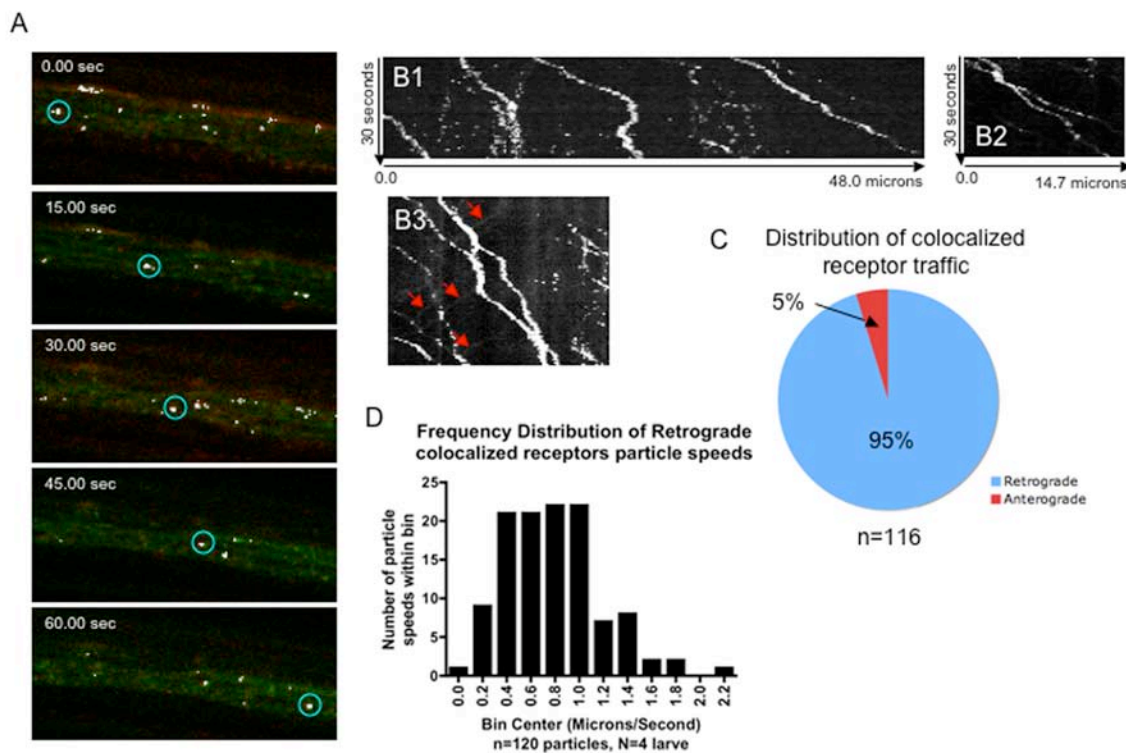 A
0.00 sec
15.00 sec
30.00 sec
45.00 sec
60.00 sec
B1
30 seconds
0.0
48.0 microns
B2
30 seconds
0.0
14.7 microns
B3
C
Distribution of colocalized
receptor traffic
5%
95%
Retrograde
Anterograde
n=116
D
Frequency Distribution of Retrograde
colocalized receptors particle speeds
Number of particle
speeds within bin
25
20
15
10
5
0
0.0
0.2
0.4
0.6
0.8
1.0
1.2
1.4
1.6
1.8
2.0
2.2
Bin Center (Microns/Second)
n=120 particles, N=4 larve